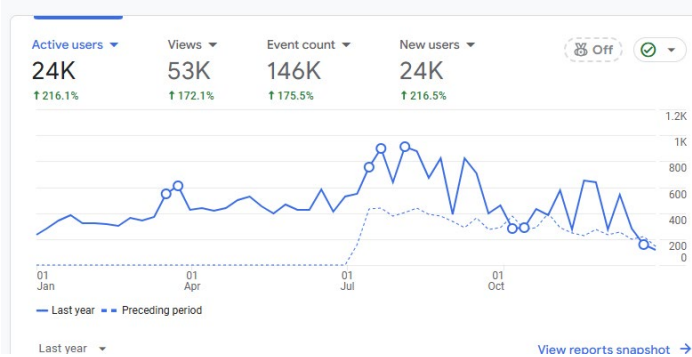 Active users Views Event count New users Off
24K 53K 146K 24K
↑ 216.1% ↑ 172.1% ↑ 175.5% ↑ 216.5%
1.2K
1K
800
600
400
200
0
01 01 01 01
Jan Apr Jul Oct
Last year Preceding period
Last year View reports snapshot →